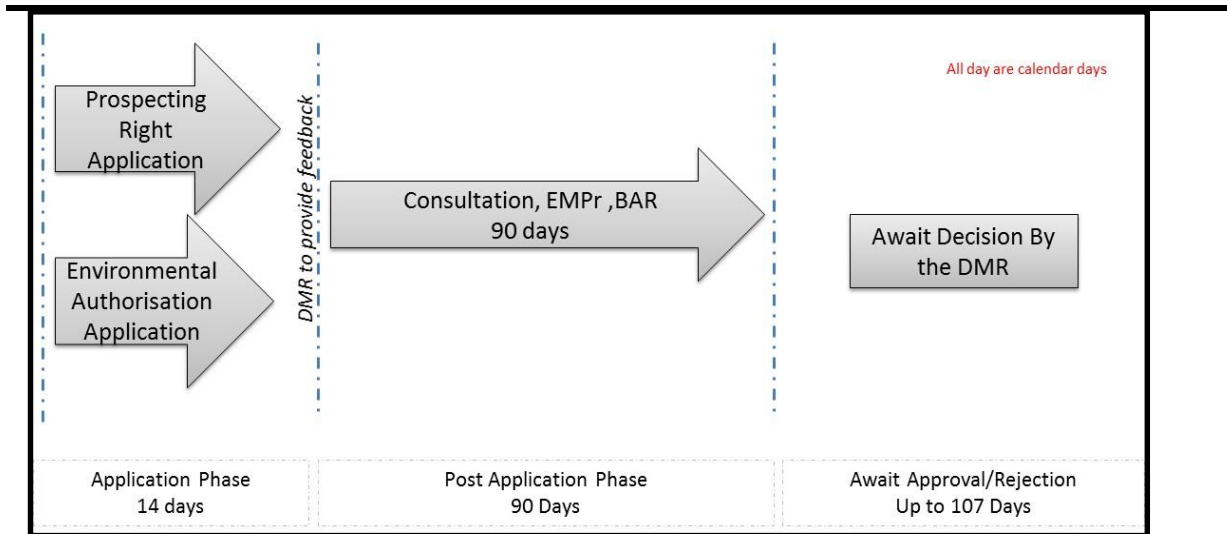 All day are calendar days
Prospecting
Right
Application
Environmental
Authorisation
Application
DMR to provide feedback
Consultation, EMPr ,BAR
90 days
Await Decision By
the DMR
Application Phase
14 days
Post Application Phase
90 Days
Await Approval/Rejection
Up to 107 Days